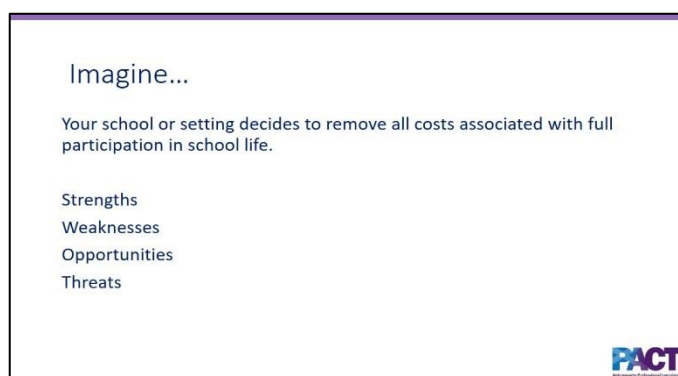 Imagine...
Your school or setting decides to remove all costs associated with full
participation in school life.
Strengths
Weaknesses
Opportunities
Threats
PACT